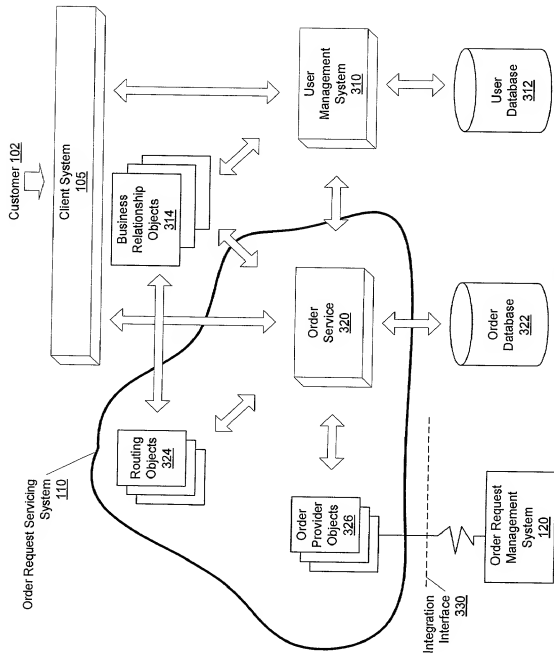 Customer 102
Client System
105
Business
Relationship
Objects
314
User
Management
System
310
User
Database
312
Order Request Servicing
System 110
Routing
Objects
324
Order
Service
320
Order
Database
322
Order
Provider
Objects
326
Integration
Interface
330
Order Request
Management
System
120